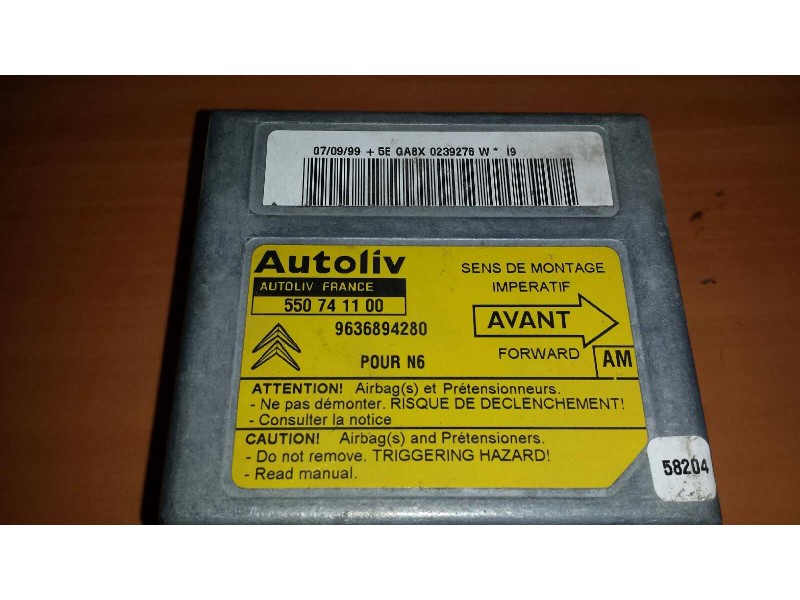 07/09/99 + 5E GA8X 0239276 W * I9
Autoliv
AUTOLIV FRANCE
550 74 11 00
9636894280
POUR N6
SENS DE MONTAGE
IMPERATIF
AVANT
FORWARD
AM
ATTENTION! Airbag(s) et Prétensionneurs.
- Ne pas démonter. RISQUE DE DECLENCHEMENT!
- Consulter la notice
CAUTION! Airbag(s) and Prétensioners.
- Do not remove. TRIGGERING HAZARD!
- Read manual.
58204